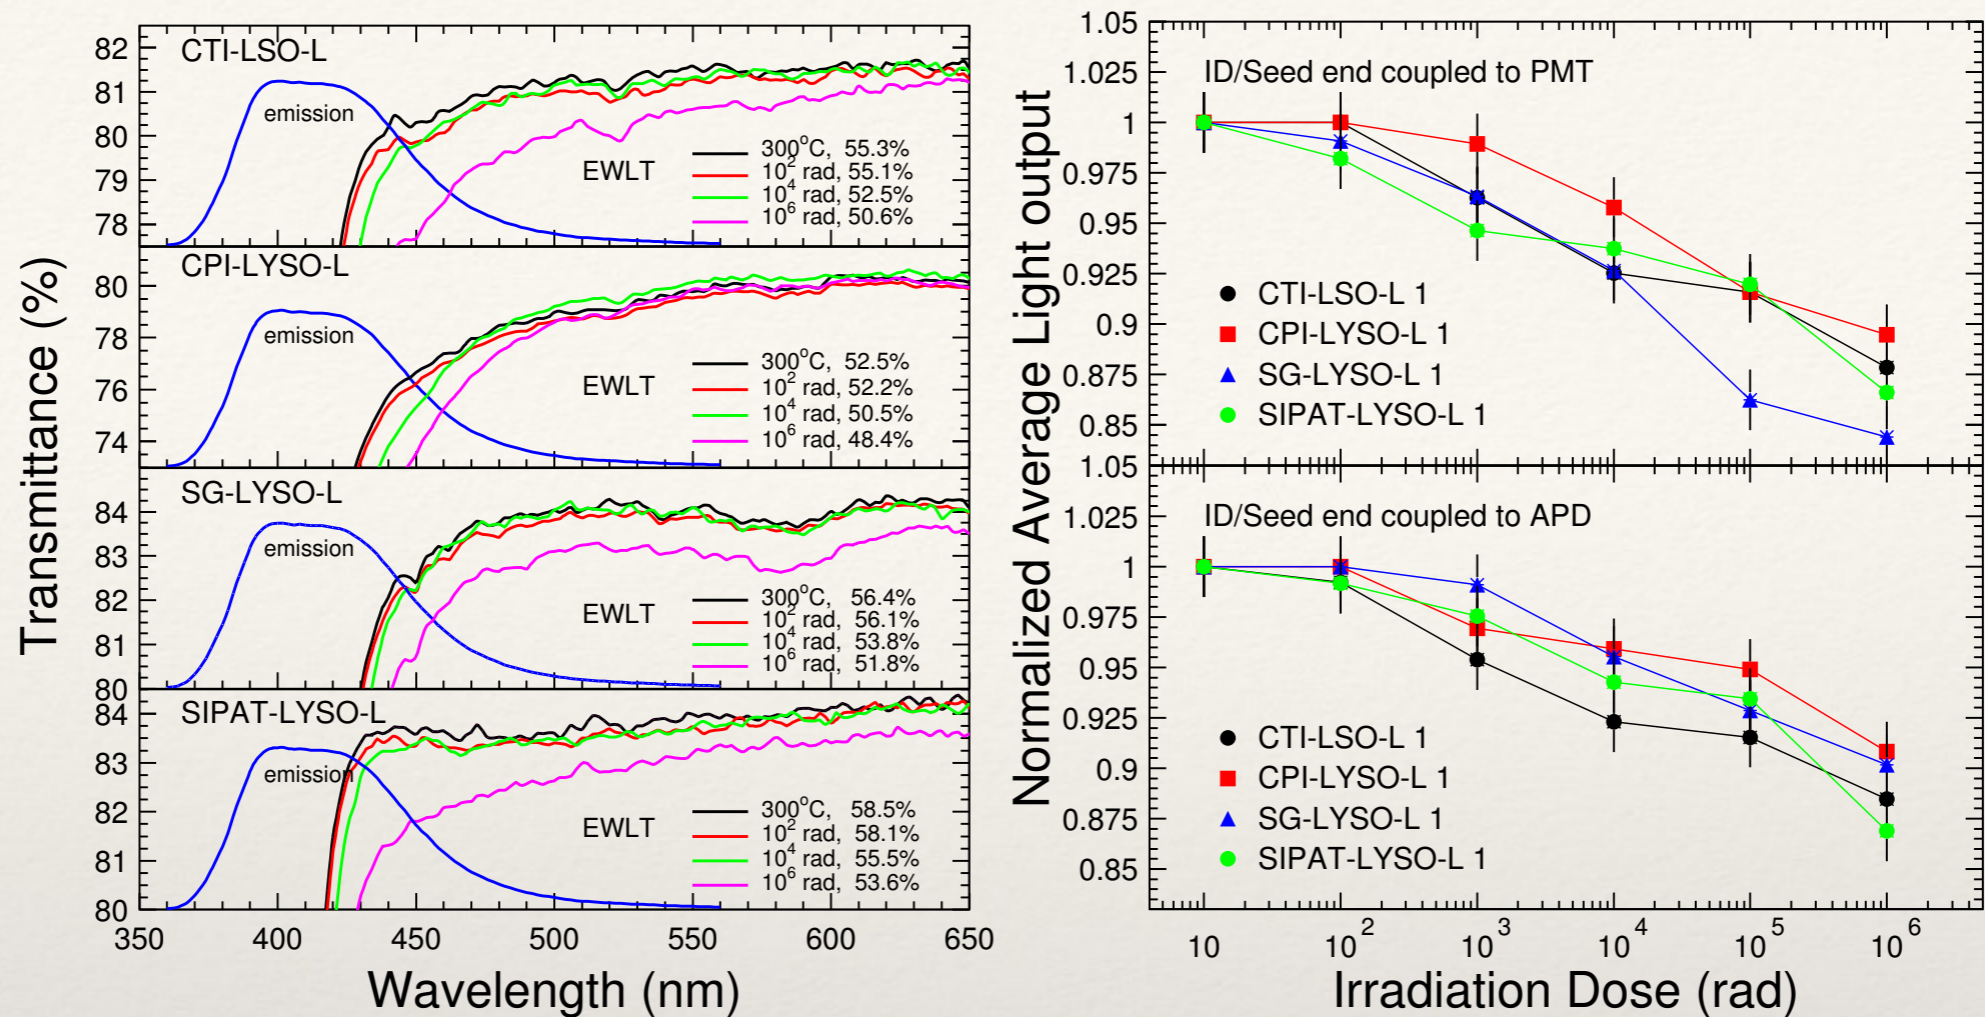 Transmittance (%)
CTI-LSO-L
emission
EWLT
300°C, 55.3%
10² rad, 55.1%
10⁴ rad, 52.5%
10⁶ rad, 50.6%
82
81
80
79
78
CPI-LYSO-L
emission
EWLT
300°C, 52.5%
10² rad, 52.2%
10⁴ rad, 50.5%
10⁶ rad, 48.4%
80
78
76
74
SG-LYSO-L
emission
EWLT
300°C, 56.4%
10² rad, 56.1%
10⁴ rad, 53.8%
10⁶ rad, 51.8%
84
83
82
81
80
SIPAT-LYSO-L
emission
EWLT
300°C, 58.5%
10² rad, 58.1%
10⁴ rad, 55.5%
10⁶ rad, 53.6%
84
83
82
81
80
350 400 450 500 550 600 650
Wavelength (nm)
Normalized Average Light output
1.05
1.025
1
0.975
0.95
0.925
0.9
0.875
0.85
ID/Seed end coupled to PMT
CTI-LSO-L 1
CPI-LYSO-L 1
SG-LYSO-L 1
SIPAT-LYSO-L 1
1.05
1.025
1
0.975
0.95
0.925
0.9
0.875
0.85
ID/Seed end coupled to APD
CTI-LSO-L 1
CPI-LYSO-L 1
SG-LYSO-L 1
SIPAT-LYSO-L 1
10 10² 10³ 10⁴ 10⁵ 10⁶
Irradiation Dose (rad)